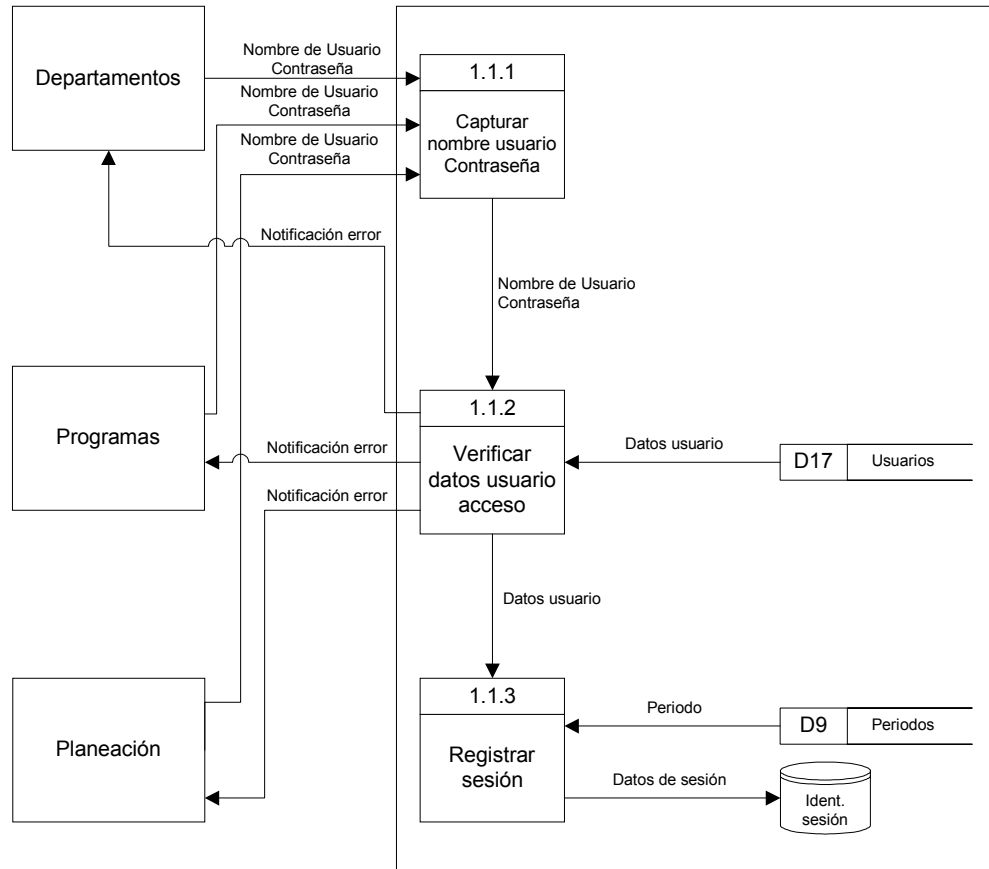 Departamentos
Nombre de Usuario
Contraseña
Nombre de Usuario
Contraseña
Nombre de Usuario
Contraseña
1.1.1
Capturar
nombre usuario
Contraseña
Notificación error
Nombre de Usuario
Contraseña
Programas
Notificación error
Notificación error
1.1.2
Verificar
datos usuario
acceso
Datos usuario
D17
Usuarios
Datos usuario
Planeación
1.1.3
Registrar
sesión
Periodo
D9
Periodos
Datos de sesión
Ident.
sesión